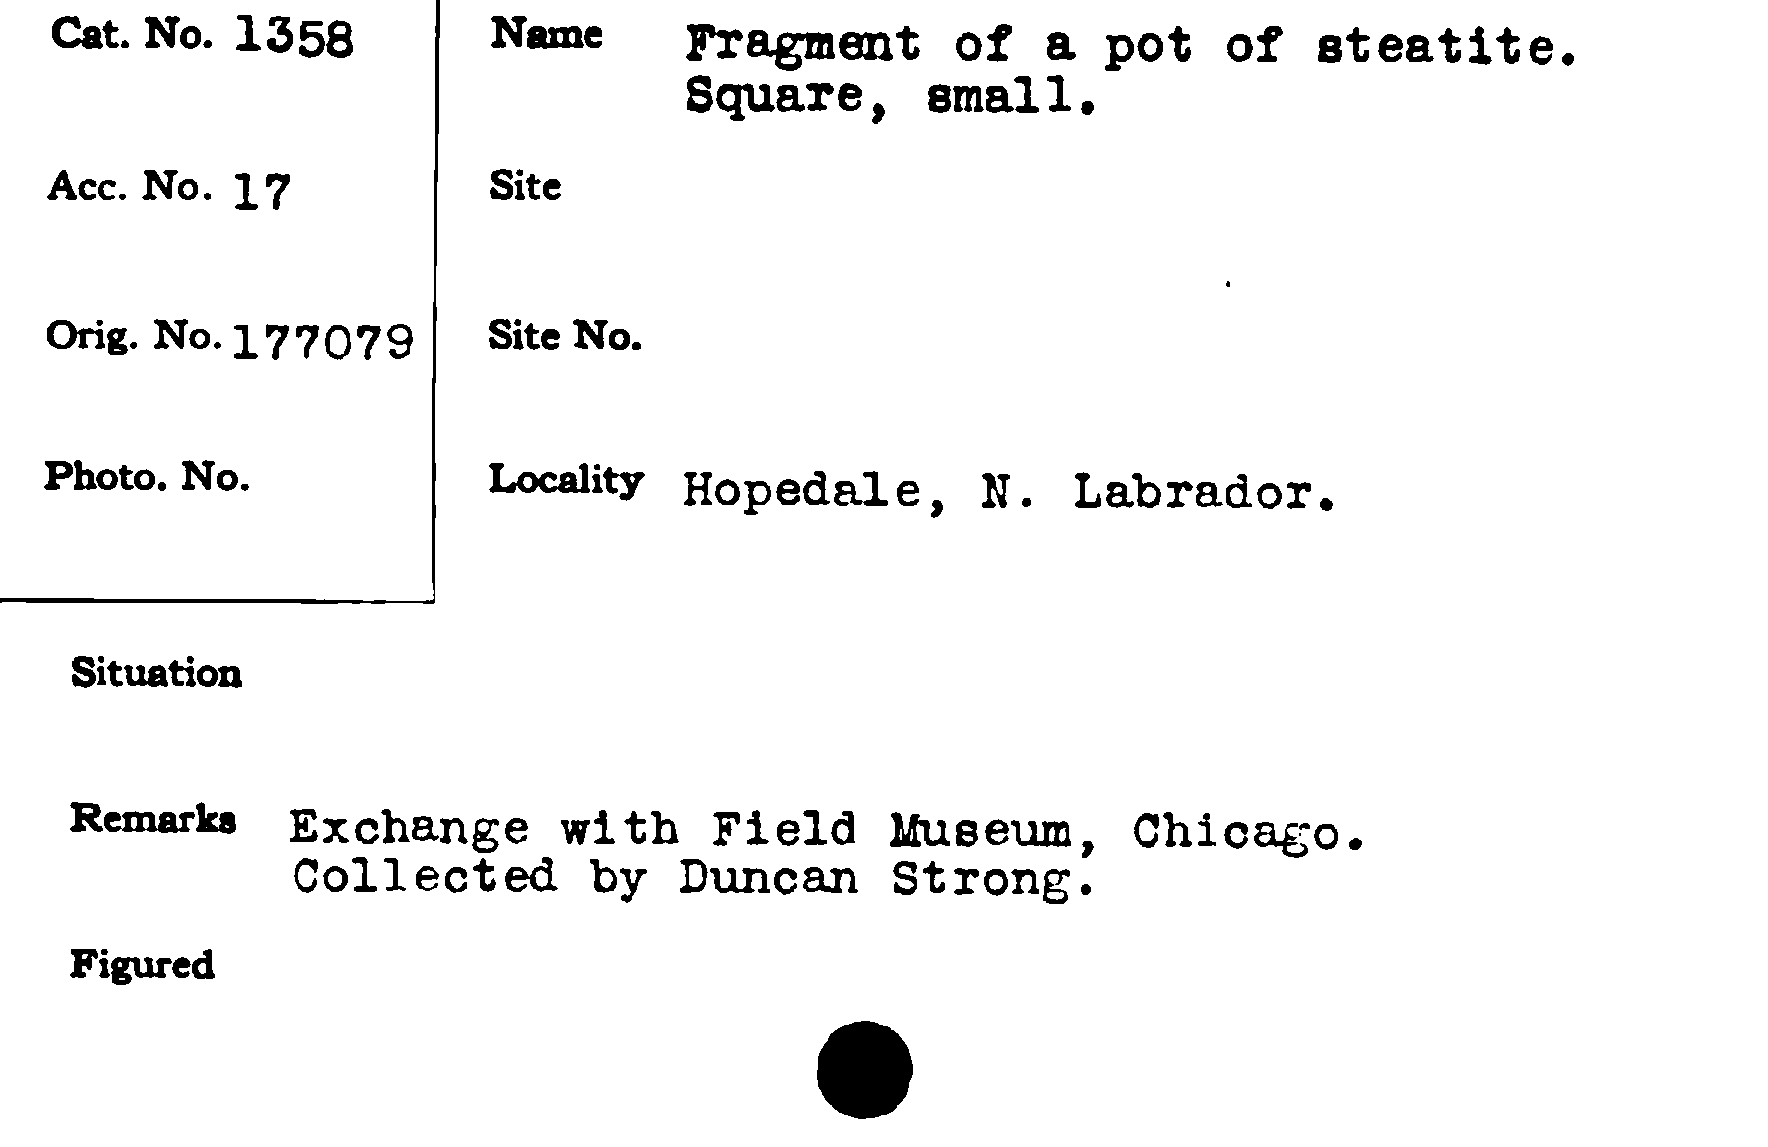 Cat. No. 1358
Name Fragment of a pot of steatite.
Square, small.
Acc. No. 17
Site
Orig. No. 177079
Site No.
Photo. No.
Locality Hopedale, N. Labrador.
Situation
Remarks Exchange with Field Museum, Chicago.
Collected by Duncan Strong.
Figured